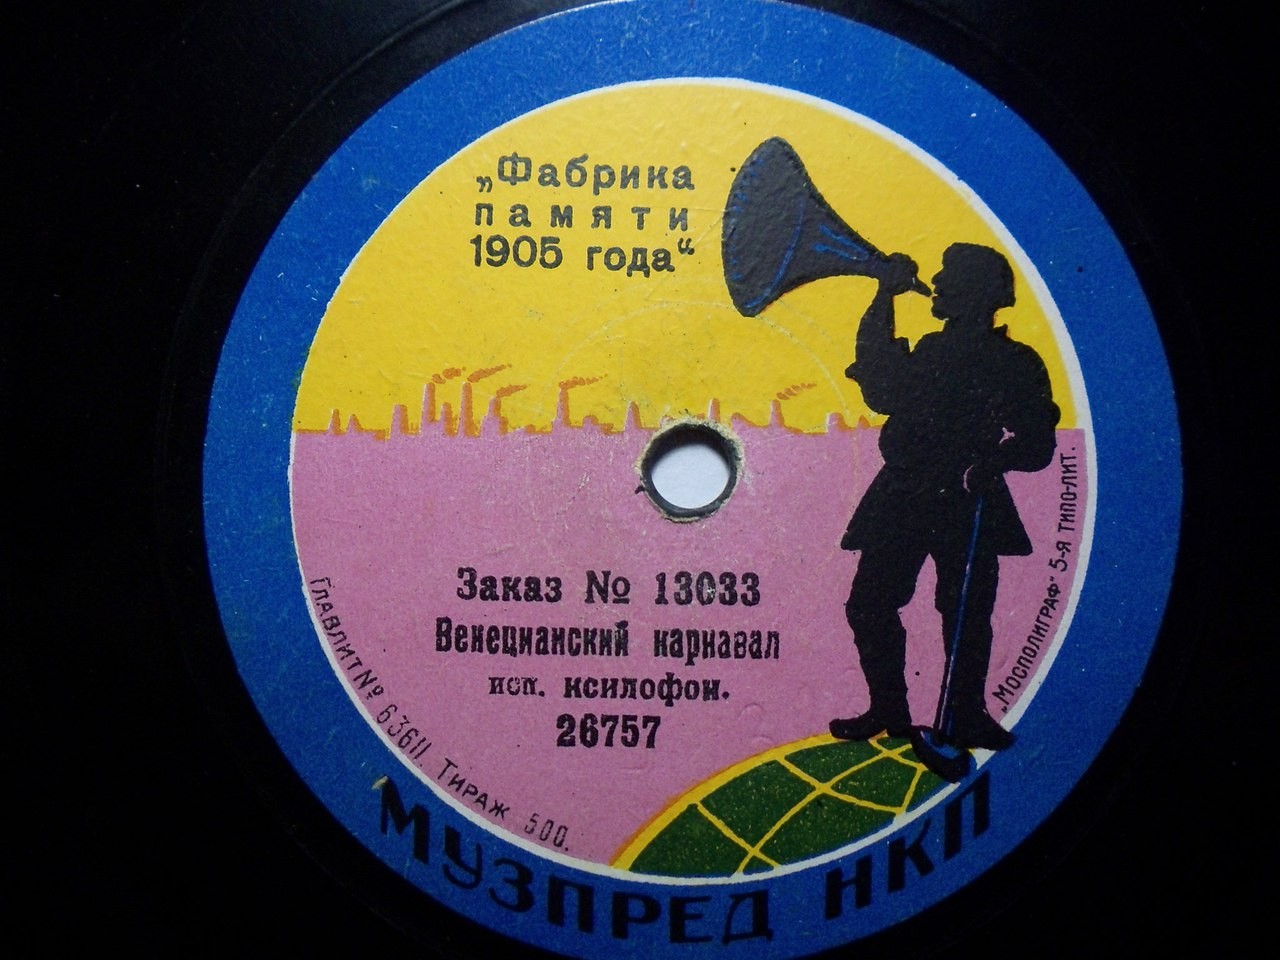 „Фабрика
памяти
1905 года“
Заказ № 13033
Венецианский карнавал
исп. ксилофон.
26757
Главлит № 63611. Тираж 500.
„Мосполиграф“ 5-я типо-лит.
МУЗПРЕД НКП